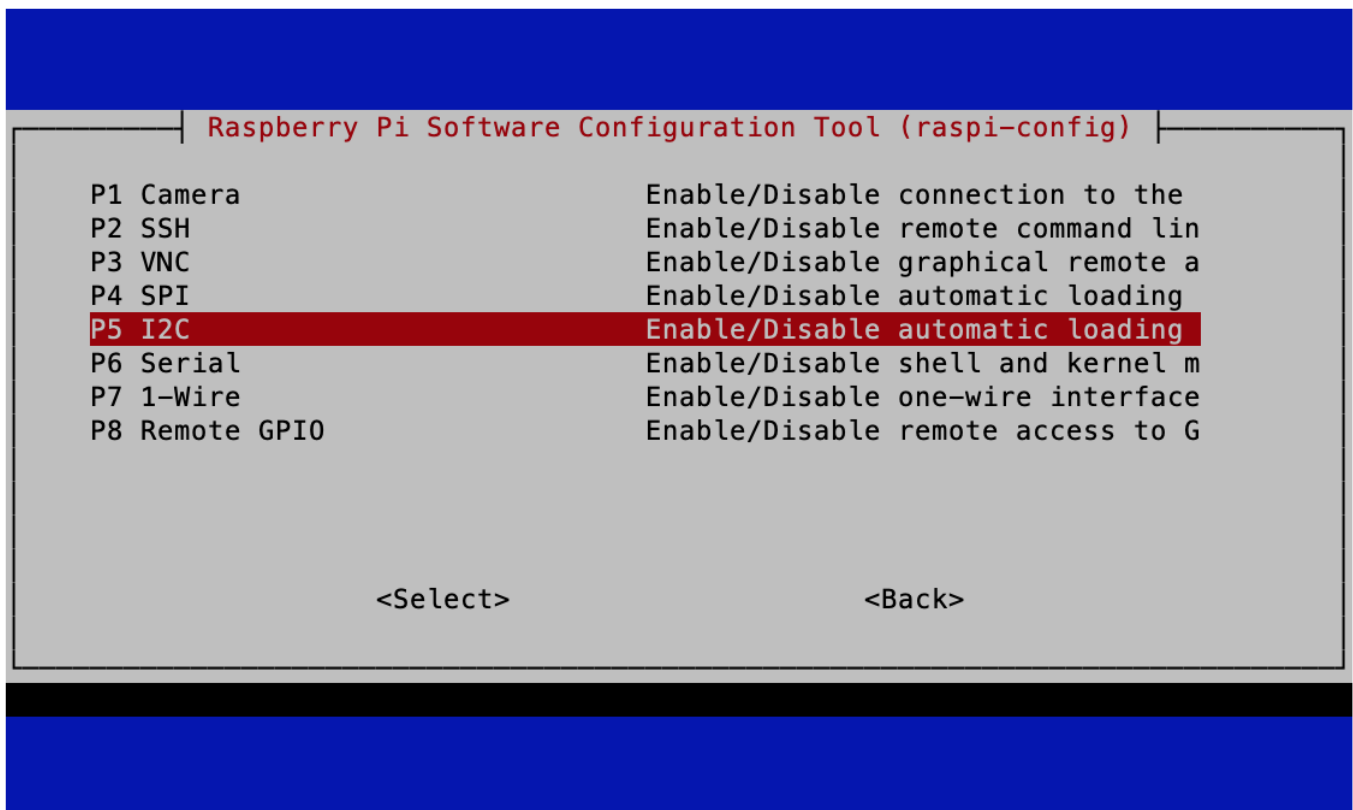 Raspberry Pi Software Configuration Tool (raspi-config)
P1 Camera Enable/Disable connection to the
P2 SSH Enable/Disable remote command lin
P3 VNC Enable/Disable graphical remote a
P4 SPI Enable/Disable automatic loading
P5 I2C Enable/Disable automatic loading
P6 Serial Enable/Disable shell and kernel m
P7 1-Wire Enable/Disable one-wire interface
P8 Remote GPIO Enable/Disable remote access to G
<Select> <Back>